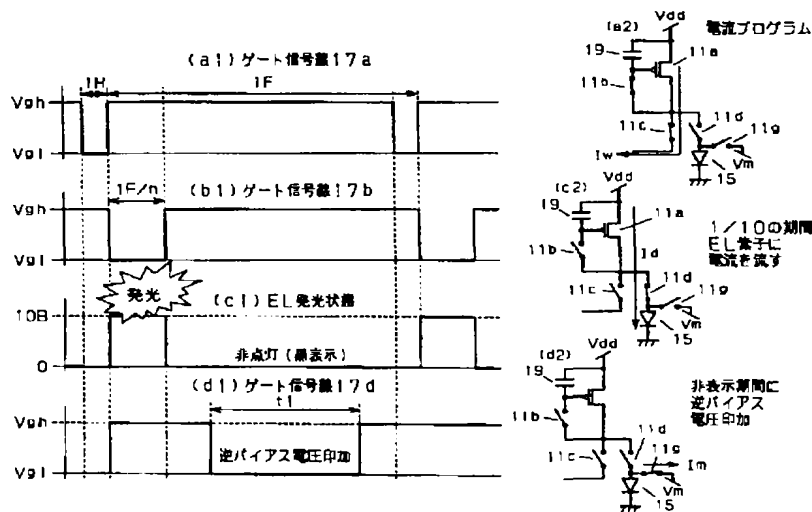 (a1)ゲート信号線17a
1H
1F
Vgh
Vgl
(b1)ゲート信号線17b
1F/n
Vgh
Vgl
発光
(c1)EL発光状態
10B
0
非点灯(黒表示)
(d1)ゲート信号線17d
t1
Vgh
Vgl
逆バイアス電圧印加
(a2)
Vdd
電流プログラム
19
11a
11b
11c
11d
11g
Iw
Vm
15
(c2)
Vdd
19
11a
11b
Id
11d
11c
11g
Vm
15
1/10の期間
EL素子に
電流を流す
(d2)
Vdd
19
11b
11d
11c
11g
Im
Vm
15
非表示期間に
逆バイアス
電圧印加